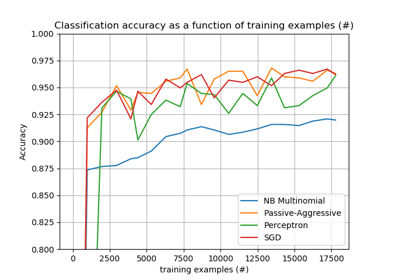 Classification accuracy as a function of training examples (#)
1.000
0.975
0.950
0.925
0.900
0.875
0.850
0.825
0.800
Accuracy
NB Multinomial
Passive-Aggressive
Perceptron
SGD
0 2500 5000 7500 10000 12500 15000 17500
training examples (#)